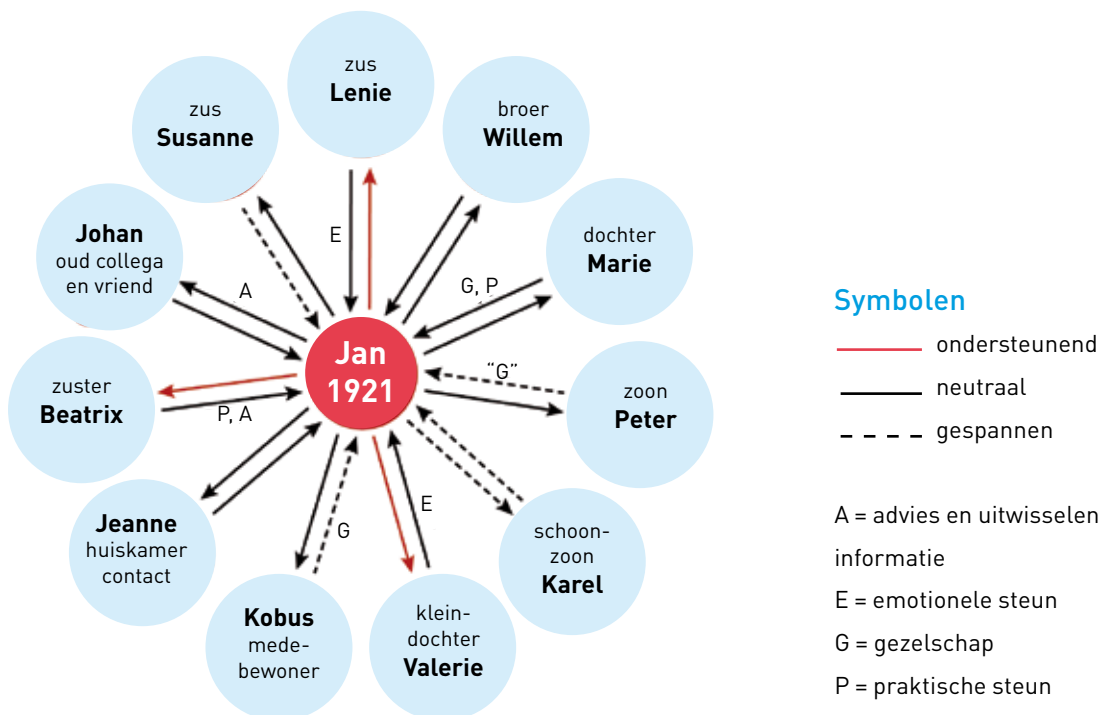 zus
Lenie
zus
Susanne
broer
Willem
Johan
oud collega
en vriend
dochter
Marie
E
A
G, P
Jan
1921
"G"
zuster
Beatrix
P, A
zoon
Peter
Jeanne
huiskamer
contact
G
E
schoon-
zoon
Karel
Kobus
mede-
bewoner
klein-
dochter
Valerie
Symbolen
ondersteunend
neutraal
gespannen
A = advies en uitwisselen
informatie
E = emotionele steun
G = gezelschap
P = praktische steun